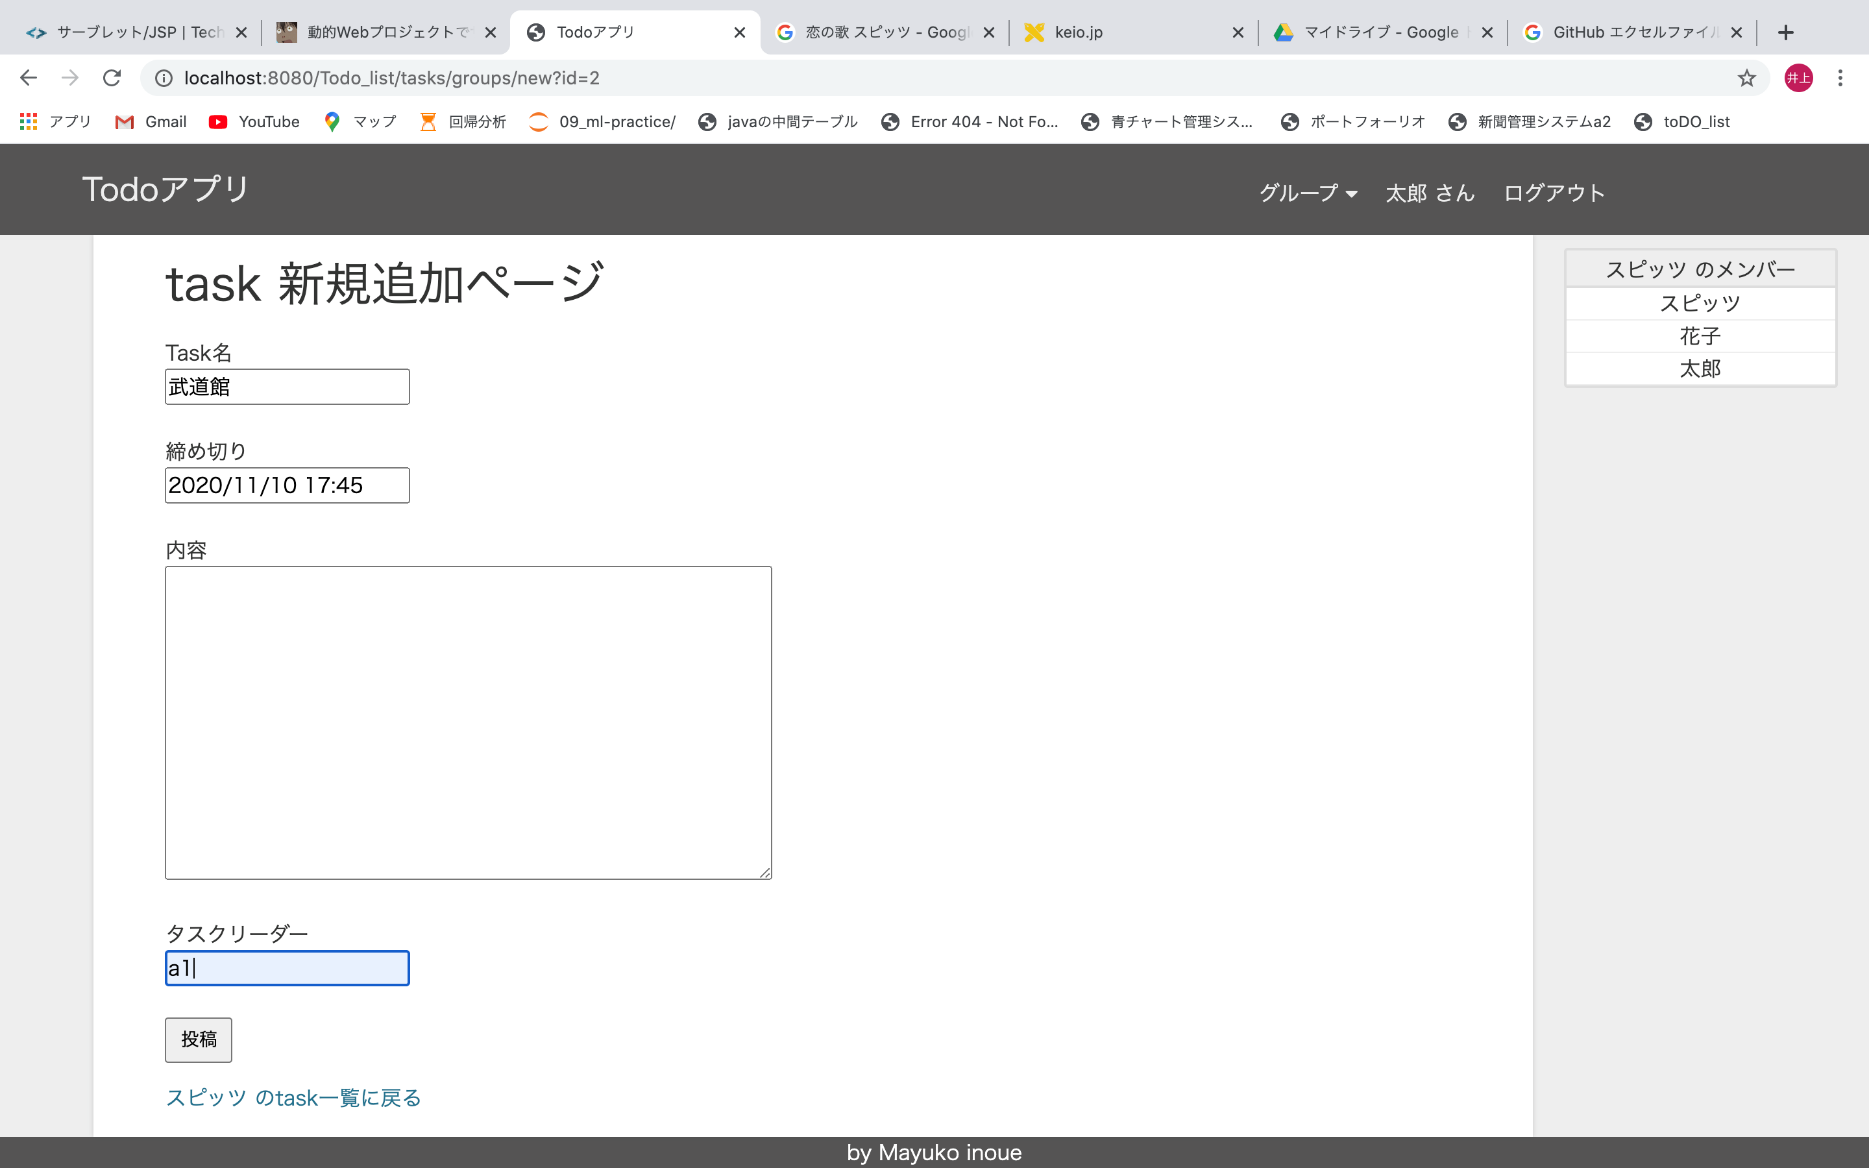 サーブレット/JSP | Tech
動的Webプロジェクトで
Todoアプリ
恋の歌 スピッツ - Googl
keio.jp
マイドライブ - Google
GitHub エクセルファイル
localhost:8080/Todo_list/tasks/groups/new?id=2
井上
アプリ
Gmail
YouTube
マップ
回帰分析
09_ml-practice/
javaの中間テーブル
Error 404 - Not Fo...
青チャート管理シス...
ポートフォーリオ
新聞管理システムa2
toDO_list
Todoアプリ
グループ
太郎 さん
ログアウト
task 新規追加ページ
Task名
武道館
締め切り
2020/11/10 17:45
内容
タスクリーダー
a1
投稿
スピッツ のtask一覧に戻る
スピッツ のメンバー
スピッツ
花子
太郎
by Mayuko inoue